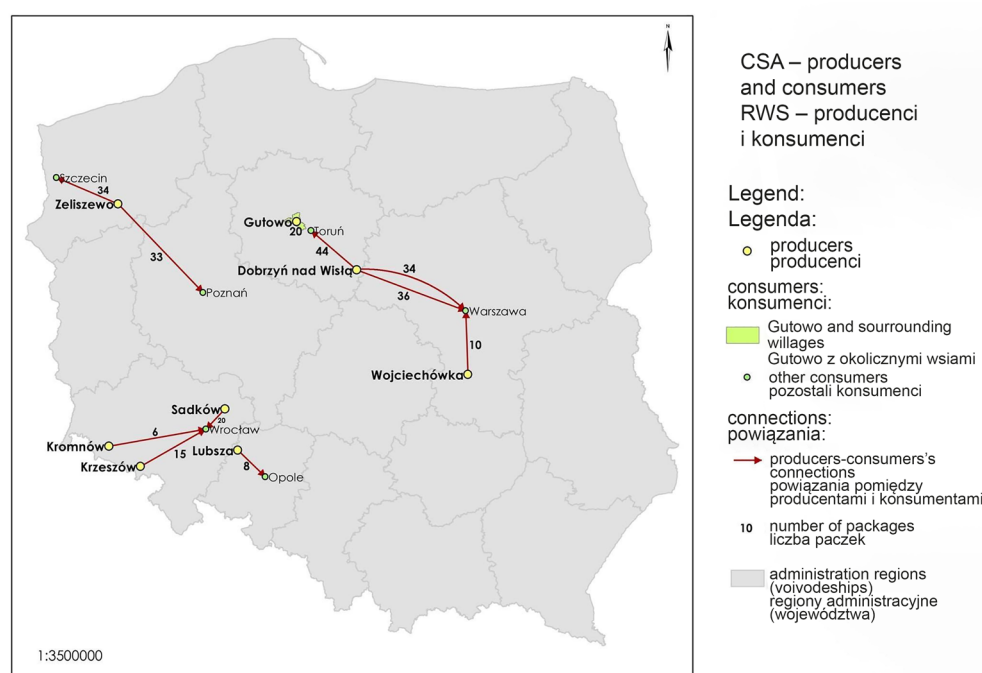 N
CSA – producers
and consumers
RWS – producenci
i konsumenci
Szczecin
34
Zeliszewo
33
Poznań
Gutowo
20
Toruń
44
Dobrzyń nad Wisłą
34
36
Warszawa
10
Wojciechówka
Sadków
20
Wrocław
Kromnów
6
Krzeszów
15
Lubsza
8
Opole
1:3500000
Legend:
Legenda:
producers
producenci
consumers:
konsumenci:
Gutowo and sourrounding
willages
Gutowo z okolicznymi wsiami
other consumers
pozostali konsumenci
connections:
powiązania:
producers-consumers's
connections
powiązania pomiędzy
producentami i konsumentami
10 number of packages
liczba paczek
administration regions
(voivodeships)
regiony administracyjne
(województwa)